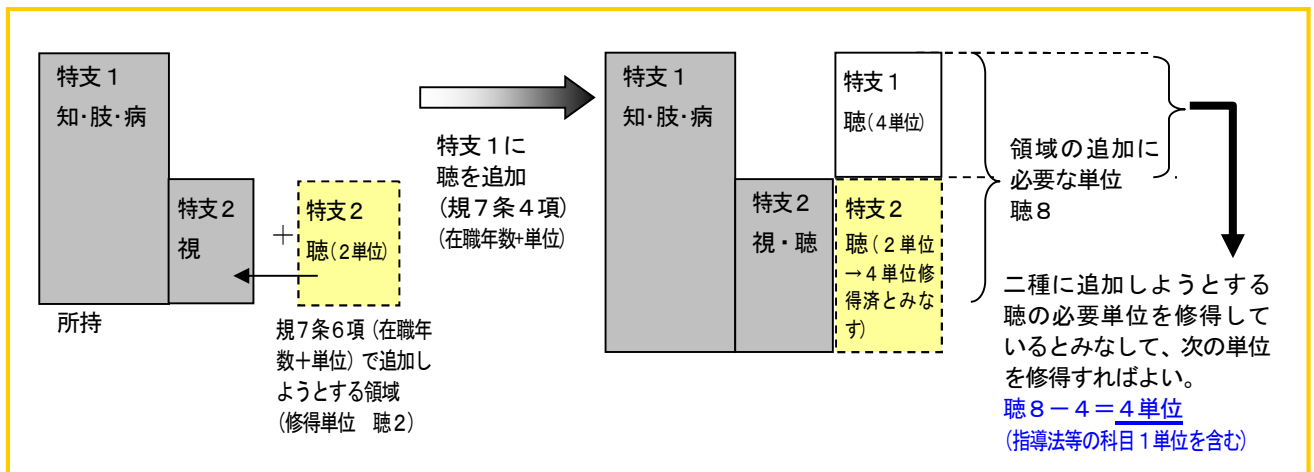 特支１
知・肢・病
特支２
視
＋
特支２
聴（２単位）
所持
規７条６項（在職年
数＋単位）で追加し
ようとする領域
（修得単位　聴２）
特支１に
聴を追加
（規７条４項）
（在職年数+単位）
特支１
知・肢・病
特支２
視・聴
特支１
聴（４単位）
特支２
聴（２単位
→４単位修
得済とみな
す）
領域の追加に
必要な単位
聴８
二種に追加しようとする
聴の必要単位を修得して
いるとみなして、次の単位
を修得すればよい。
聴８－４＝４単位
（指導法等の科目１単位を含む）